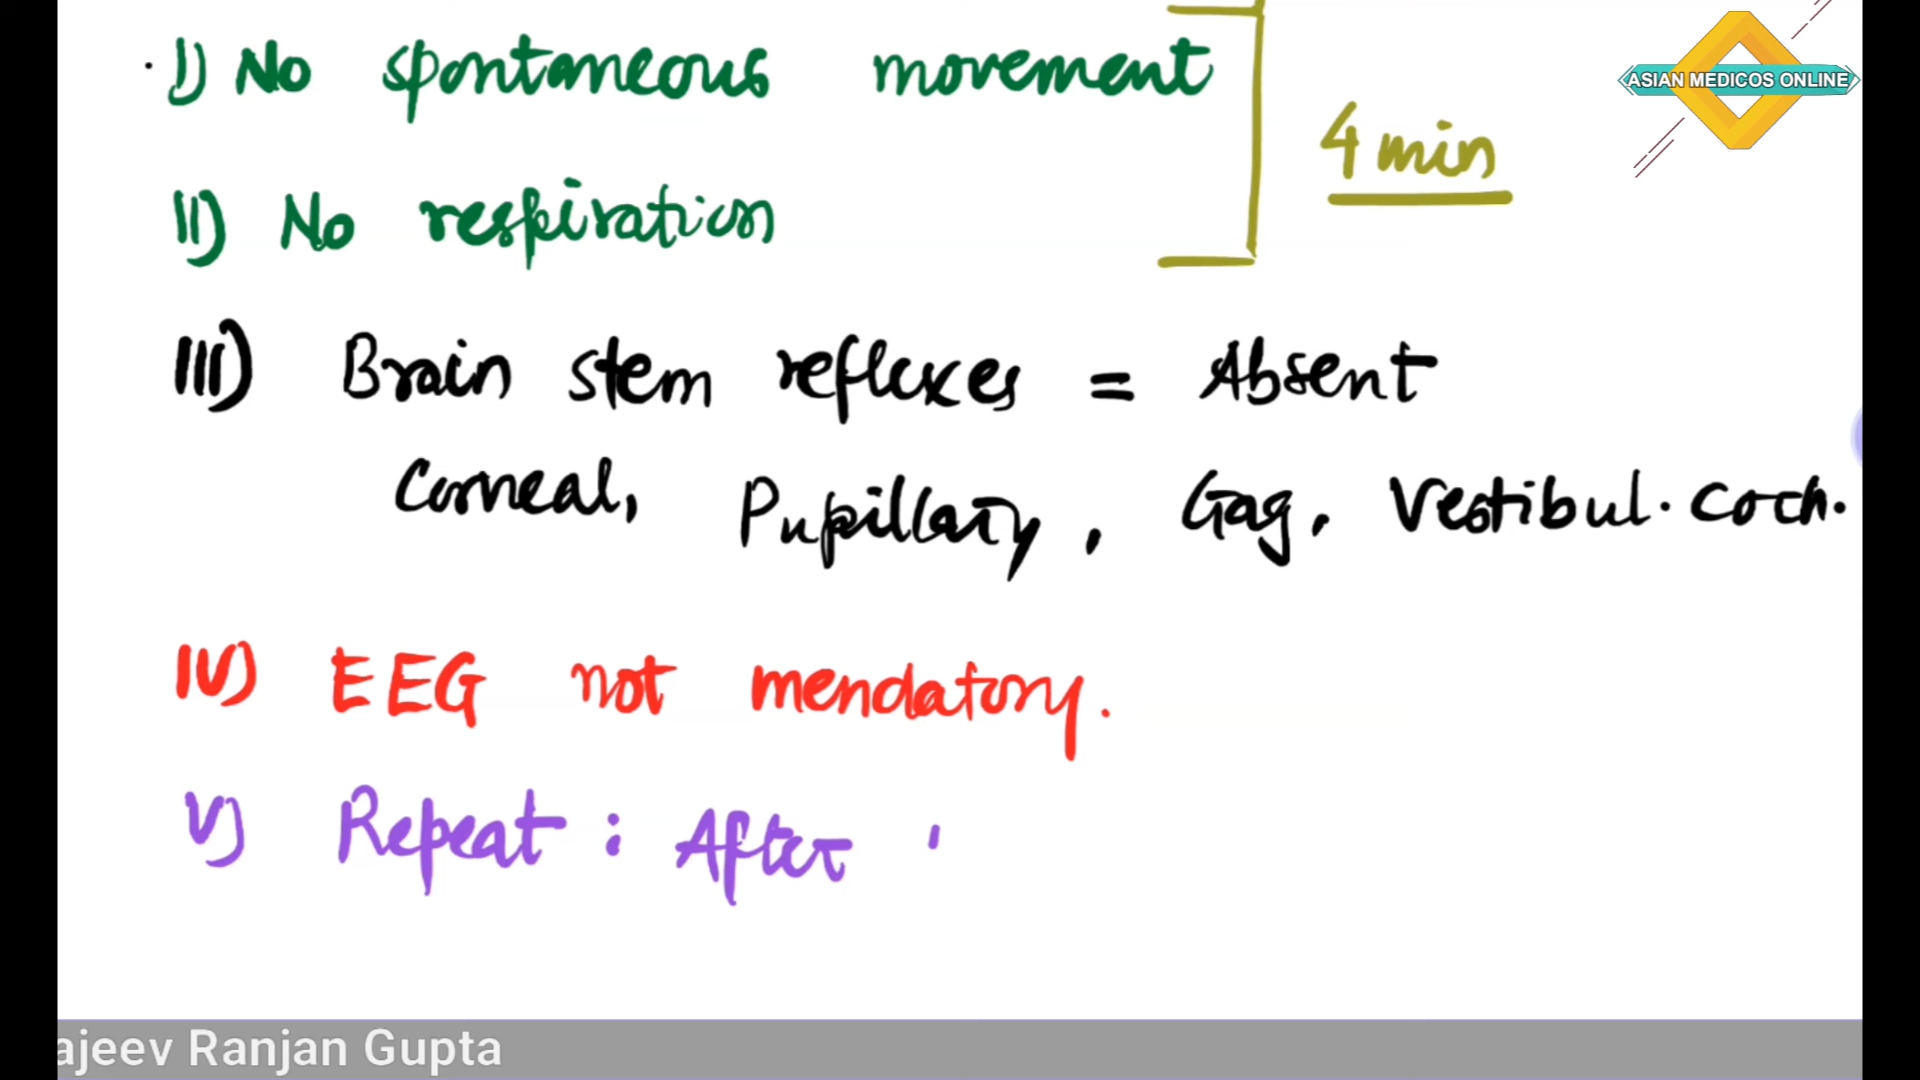 I) No spontaneous movement
4 min
II) No respiration
III) Brain stem reflexes = Absent
Corneal, Pupillary, Gag, Vestibul. Coch.
IV) EEG not mendatory.
V) Repeat : After
ASIAN MEDICOS ONLINE
ajeev Ranjan Gupta